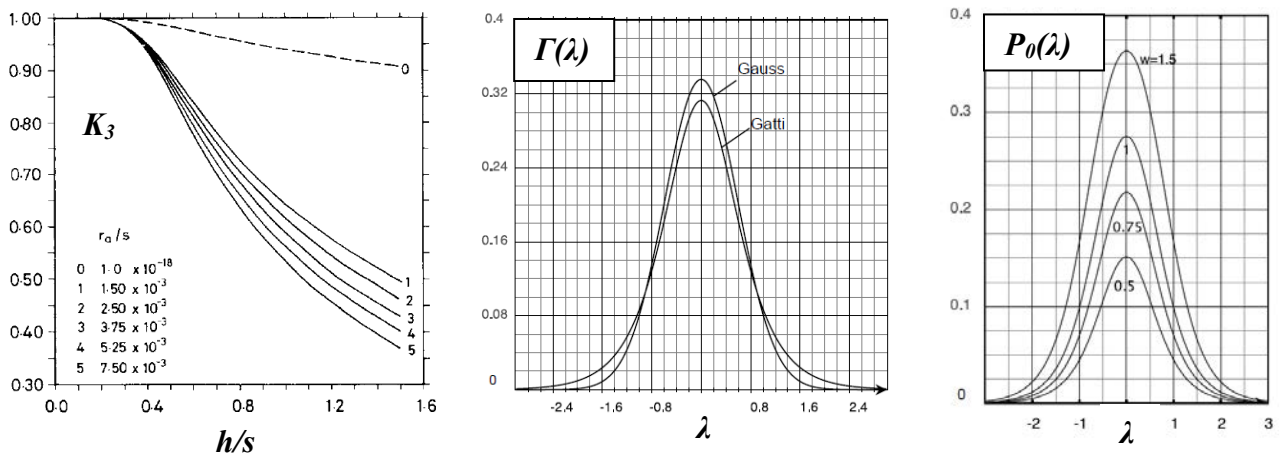 1.00
0.90
0.80
0.70
0.60
0.50
0.40
0.30
K₃
0
1
2
3
4
5
r_a/s
0 1.0 x 10⁻¹⁸
1 1.50 x 10⁻³
2 2.50 x 10⁻³
3 3.75 x 10⁻³
4 5.25 x 10⁻³
5 7.50 x 10⁻³
0.0 0.4 0.8 1.2 1.6
h/s
0.4
0.32
0.24
0.16
0.08
0
Γ(λ)
Gauss
Gatti
-2.4 -1.6 -0.8 0.8 1.6 2.4
λ
0.4
0.3
0.2
0.1
0
P₀(λ)
w=1.5
1
0.75
0.5
-2 -1 1 2 3
λ